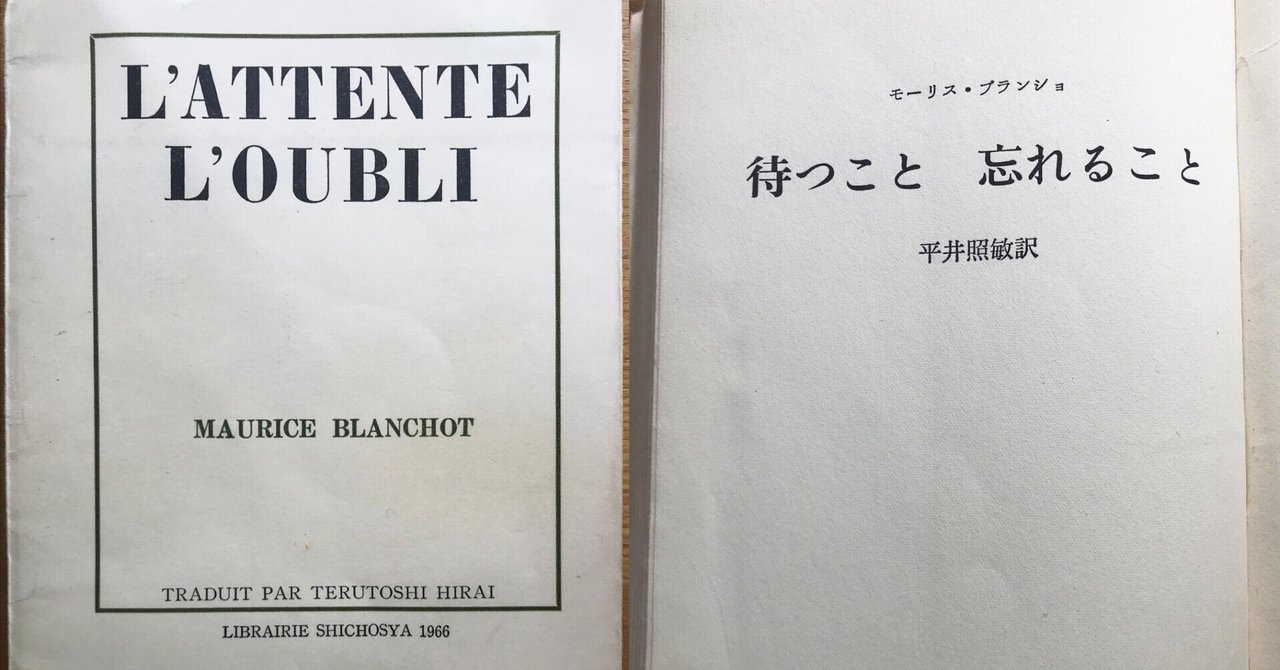 L'ATTENTE
L'OUBLI
MAURICE BLANCHOT
TRADUIT PAR TERUTOSHI HIRAI
LIBRAIRIE SHICHOSYA 1966
モーリス・ブランショ
待つこと　忘れること
平井照敏訳